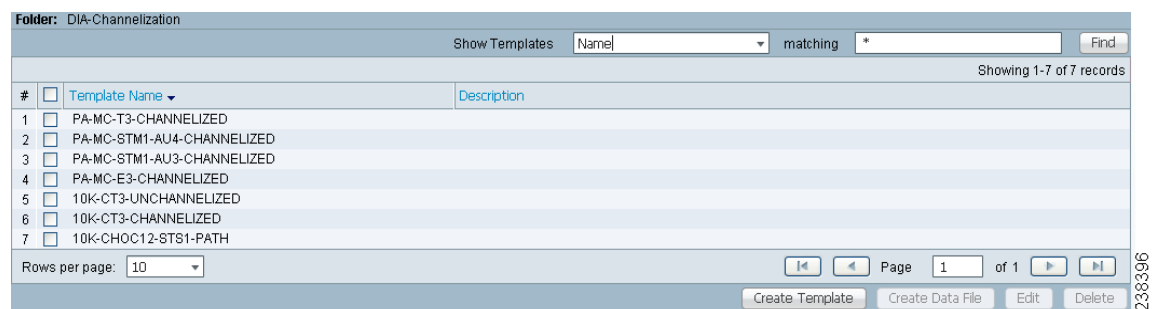 Folder: DIA-Channelization
Show Templates Name matching * Find
Showing 1-7 of 7 records
# Template Name Description
1 PA-MC-T3-CHANNELIZED
2 PA-MC-STM1-AU4-CHANNELIZED
3 PA-MC-STM1-AU3-CHANNELIZED
4 PA-MC-E3-CHANNELIZED
5 10K-CT3-UNCHANNELIZED
6 10K-CT3-CHANNELIZED
7 10K-CHOC12-STS1-PATH
Rows per page: 10 Page 1 of 1
Create Template Create Data File Edit Delete
238396